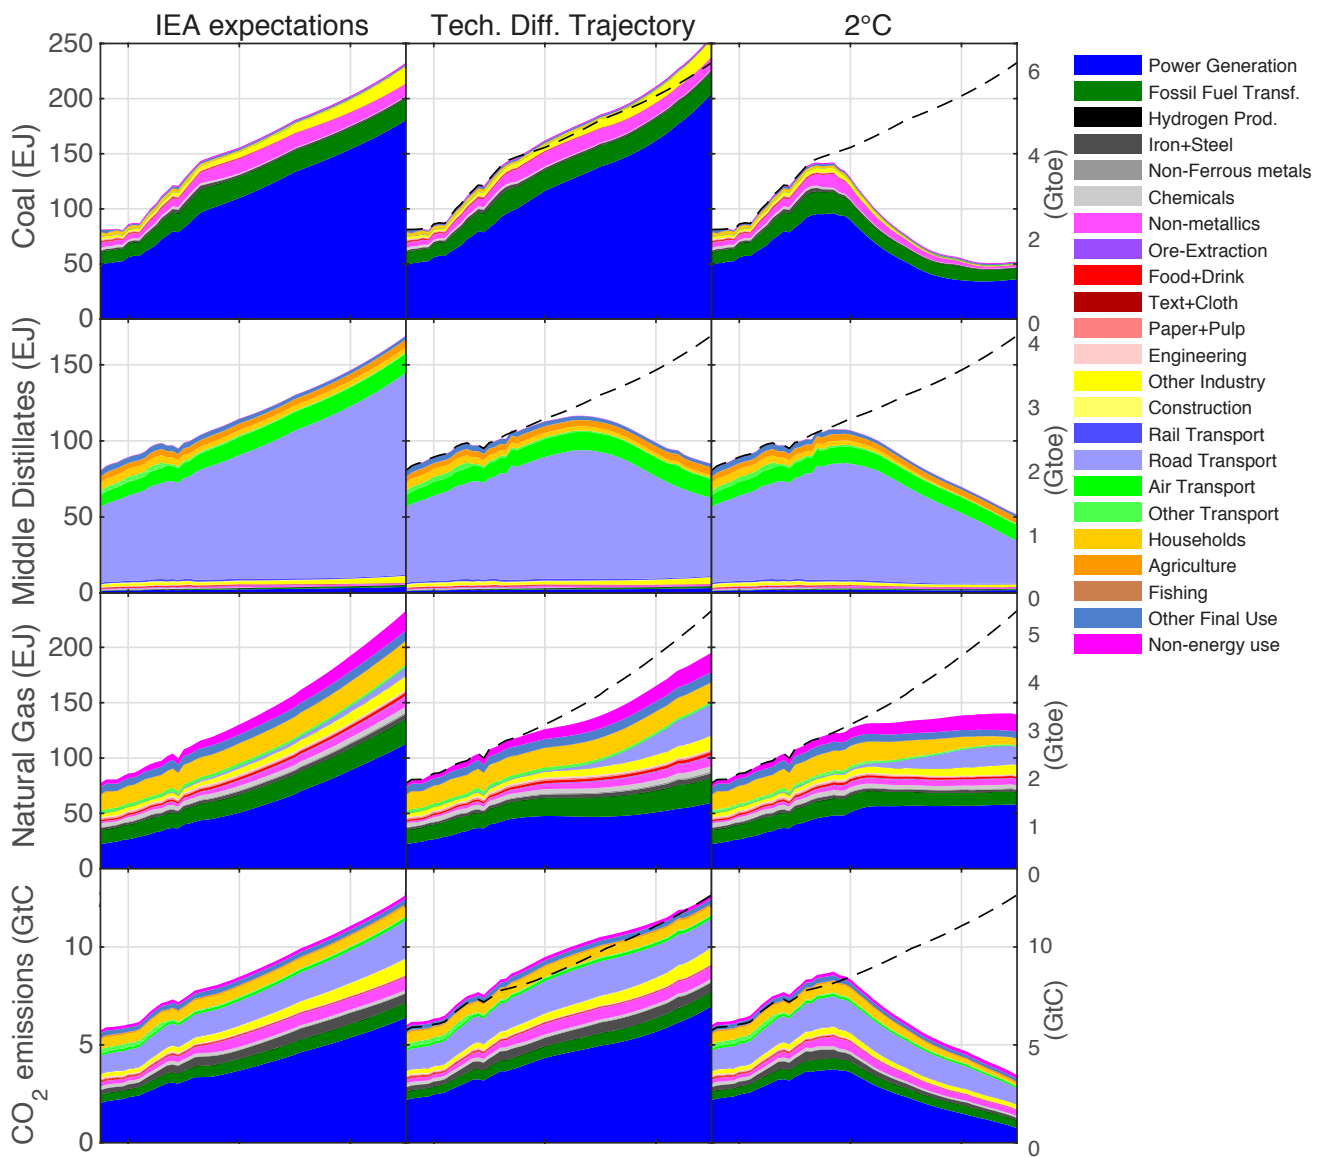 IEA expectations
Tech. Diff. Trajectory
2°C
Coal (EJ)
250
200
150
100
50
0
6
4
2
0
(Gtoe)
Middle Distillates (EJ)
150
100
50
0
4
3
2
1
0
(Gtoe)
Natural Gas (EJ)
200
150
100
50
0
5
4
3
2
1
0
(Gtoe)
CO2 emissions (GtC
10
5
0
10
5
0
(GtC)
Power Generation
Fossil Fuel Transf.
Hydrogen Prod.
Iron+Steel
Non-Ferrous metals
Chemicals
Non-metallics
Ore-Extraction
Food+Drink
Text+Cloth
Paper+Pulp
Engineering
Other Industry
Construction
Rail Transport
Road Transport
Air Transport
Other Transport
Households
Agriculture
Fishing
Other Final Use
Non-energy use